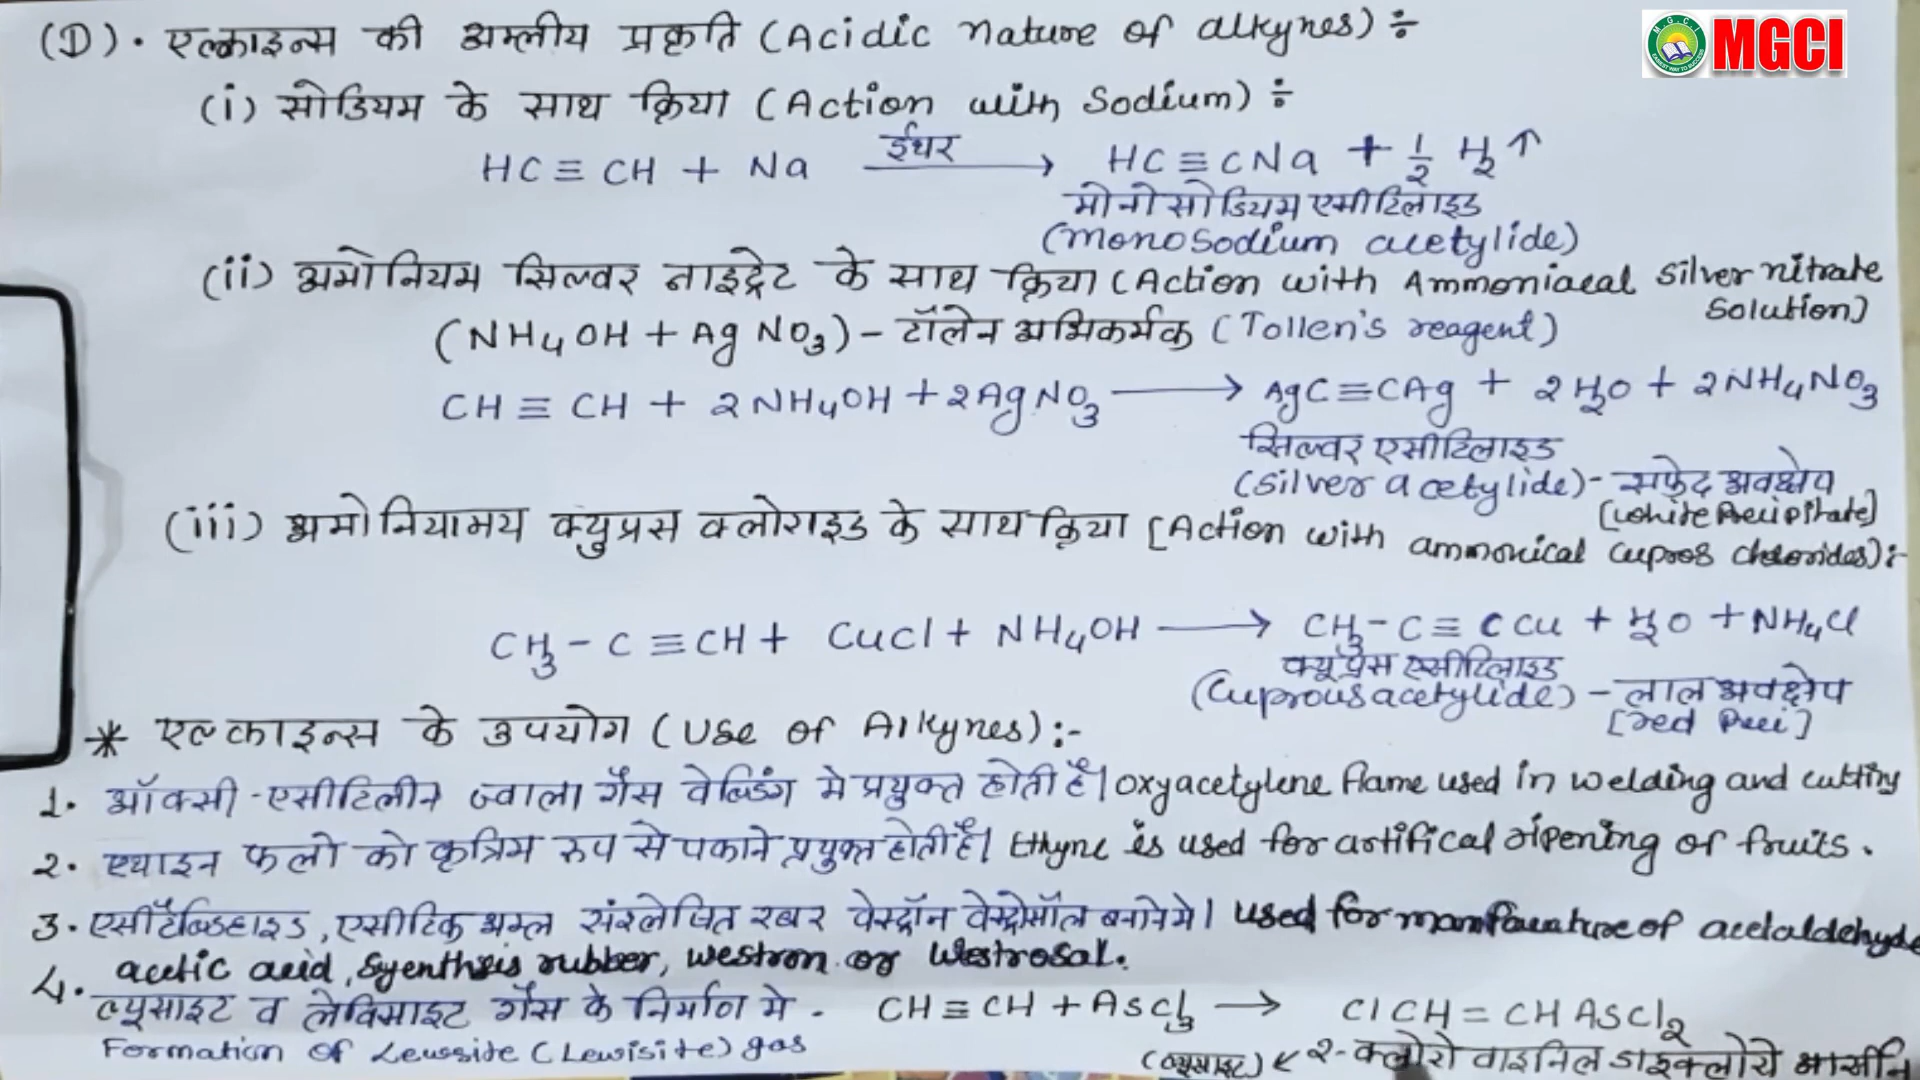 MGCI
(D). एल्काइन्स की अम्लीय प्रकृति (Acidic nature of alkynes) ÷
(i) सोडियम के साथ क्रिया (Action with Sodium) ÷
HC ≡ CH + Na ईथर ⟶ HC ≡ CNa + 1/2 H₂ ↑
मोनोसोडियम एसीटिलाइड
(monosodium acetylide)
(ii) अमोनियम सिल्वर नाइट्रेट के साथ क्रिया (Action with Ammoniacal Silver nitrate
Solution)
(NH₄OH + AgNO₃) - टॉलेन अभिकर्मक (Tollen's reagent)
CH ≡ CH + 2NH₄OH + 2AgNO₃ ⟶ AgC ≡ CAg + 2H₂O + 2NH₄NO₃
सिल्वर एसीटिलाइड
(Silver acetylide) - सफेद अवक्षेप
[white Precipitate]
(iii) अमोनियामय क्युप्रस क्लोराइड के साथ क्रिया [Action with ammonical cupros chlorides) :-
CH₃ - C ≡ CH + CuCl + NH₄OH ⟶ CH₃ - C ≡ CCu + H₂O + NH₄Cl
क्यूप्रस एसीटिलाइड
(Cuprous acetylide) - लाल अवक्षेप
[red Preci]
* एल्काइन्स के उपयोग (Use of Alkynes) :-
1. ऑक्सी-एसीटिलीन ज्वाला गैस वेल्डिंग मे प्रयुक्त होती है। oxyacetylene flame used in welding and cutting
2. एथाइन फलो को कृत्रिम रुप से पकाने प्रयुक्त होती है। Ethyne is used for artifical ripening of fruits.
3. एसीटैल्डिहाइड, एसीटिक अम्ल संश्लेषित रबर वेस्ट्रॉन वेस्ट्रोसॉल बनाने मे। used for manfacuture of acetaldehyde
acetic acid, Syenthsis rubber, westron or Westrosal.
4. ल्यूसाइट व लेविसाइट गैस के निर्माण मे. CH ≡ CH + AsCl₃ ⟶ ClCH = CHAsCl₂
Formation of Leusside (Lewisite) gas
(ल्यूसाइट) ↙ 2-क्लोरो वाइनिल डाइक्लोरो आर्सीन